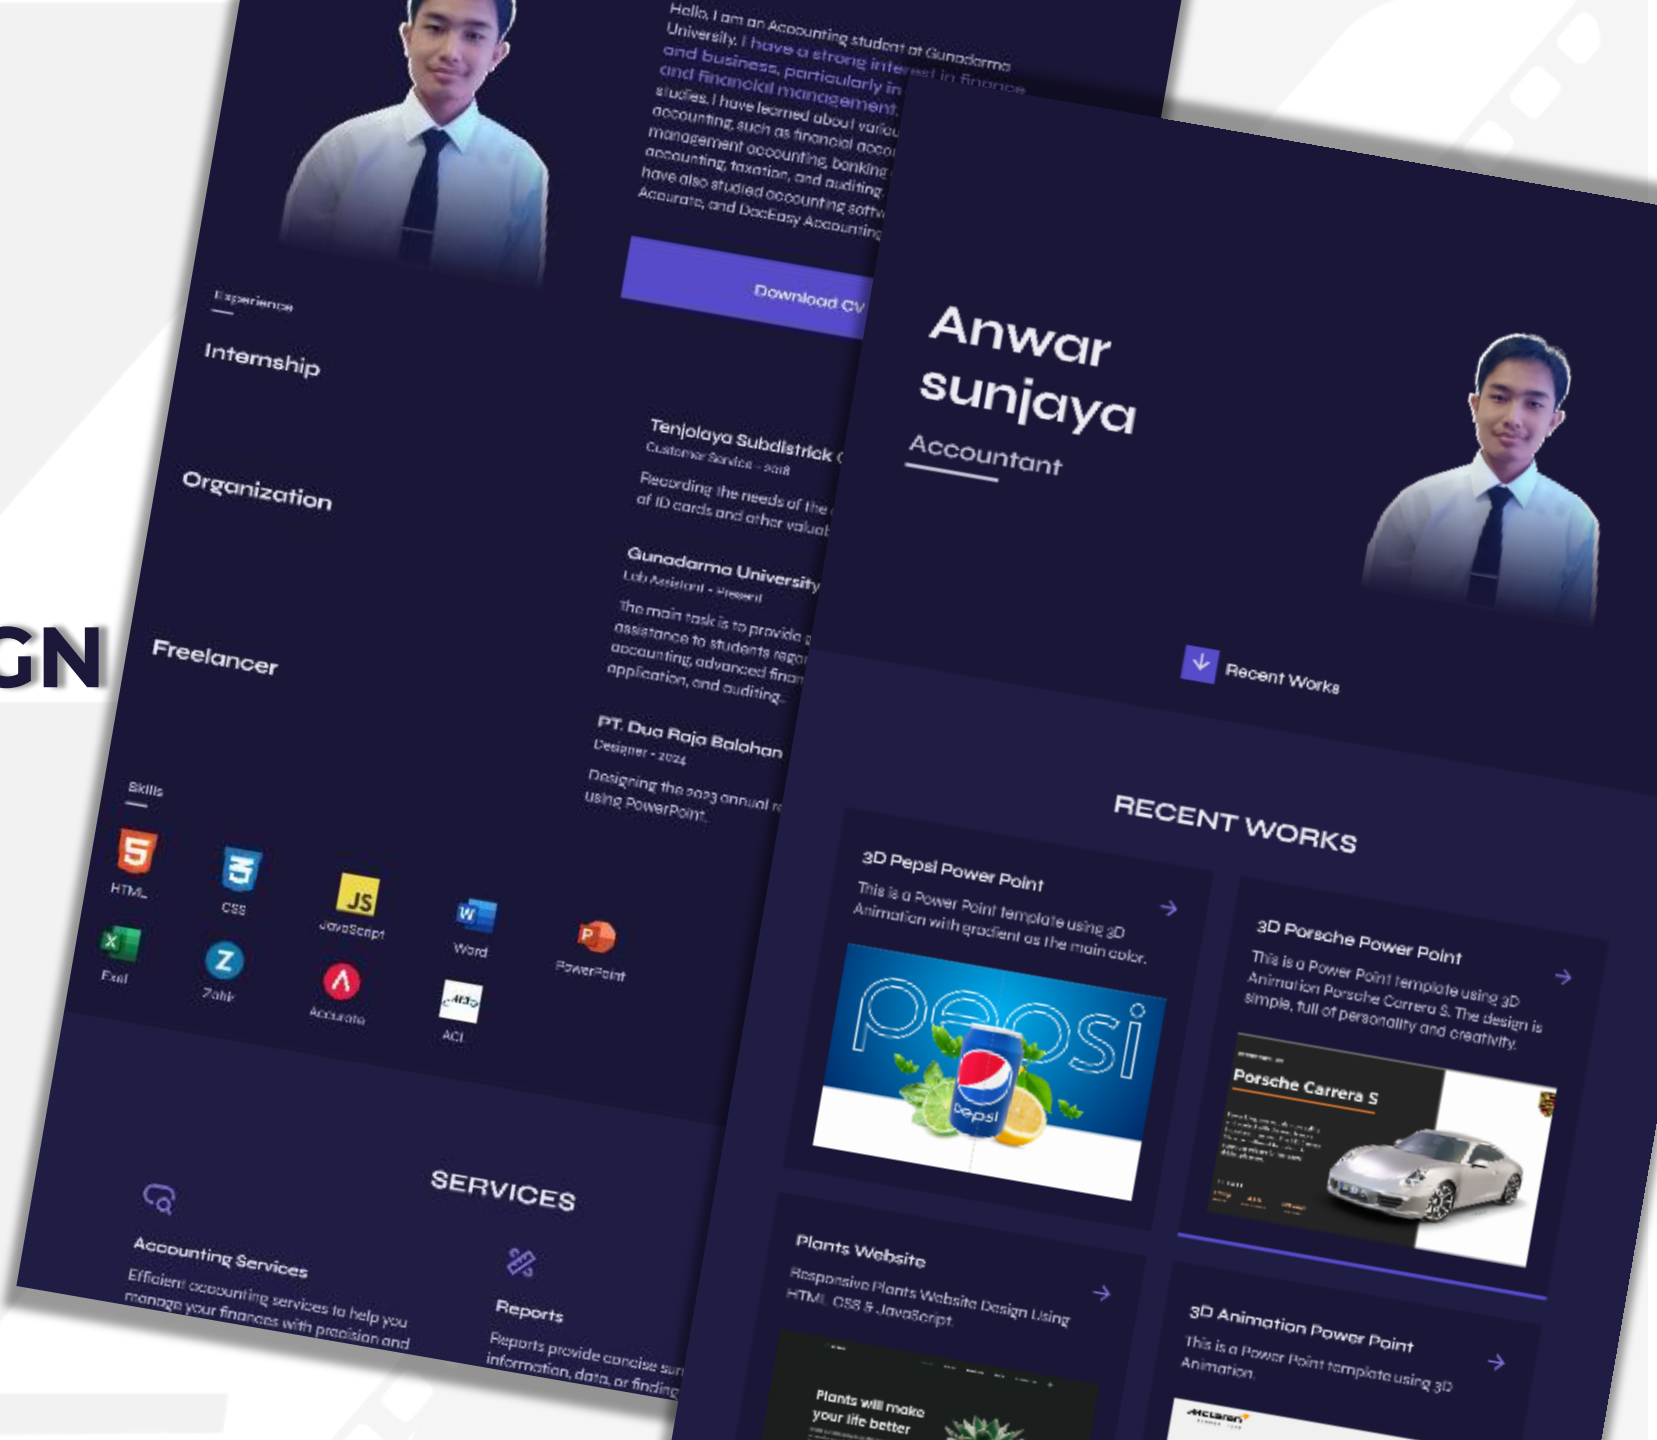 GN
Hello, I am an Accounting student at Gunadarma
University. I have a strong interest in finance
and business, particularly in
and financial management.
studies. I have learned about variou
accounting, such as financial acco
management accounting, banking
accounting, taxation, and auditing.
have also studied accounting softw
Accurate, and DacEasy Accounting
Download CV
Experience
Internship
Tenjolaya Subdistrick
Customer Service - 2018
Recording the needs of the
of ID cards and other valuab
Organization
Gunadarma University
Lab Assistant - Present
The main task is to provide
assistance to students regar
accounting, advanced finan
application, and auditing...
Freelancer
PT. Dua Raja Balahan
Designer - 2024
Designing the 2023 annual re
using PowerPoint.
Skills
HTML
CSS
JS
JavaScript
W
Word
P
PowerPoint
X
Exel
Z
Zahir
Accurate
ACL
SERVICES
Accounting Services
Efficient accounting services to help you
manage your finances with precision and
Reports
Reports provide concise sum
information, data, or finding
Anwar
sunjaya
Accountant
Recent Works
RECENT WORKS
3D Pepsi Power Point
This is a Power Point template using 3D
Animation with gradient as the main color.
pepsi
pepsi
3D Porsche Power Point
This is a Power Point template using 3D
Animation Porsche Carrera S. The design is
simple, full of personality and creativity.
Porsche Carrera S
Plants Website
Responsive Plants Website Design Using
HTML CSS & JavaScript.
Plants will make
your life better
3D Animation Power Point
This is a Power Point template using 3D
Animation.
McLaren